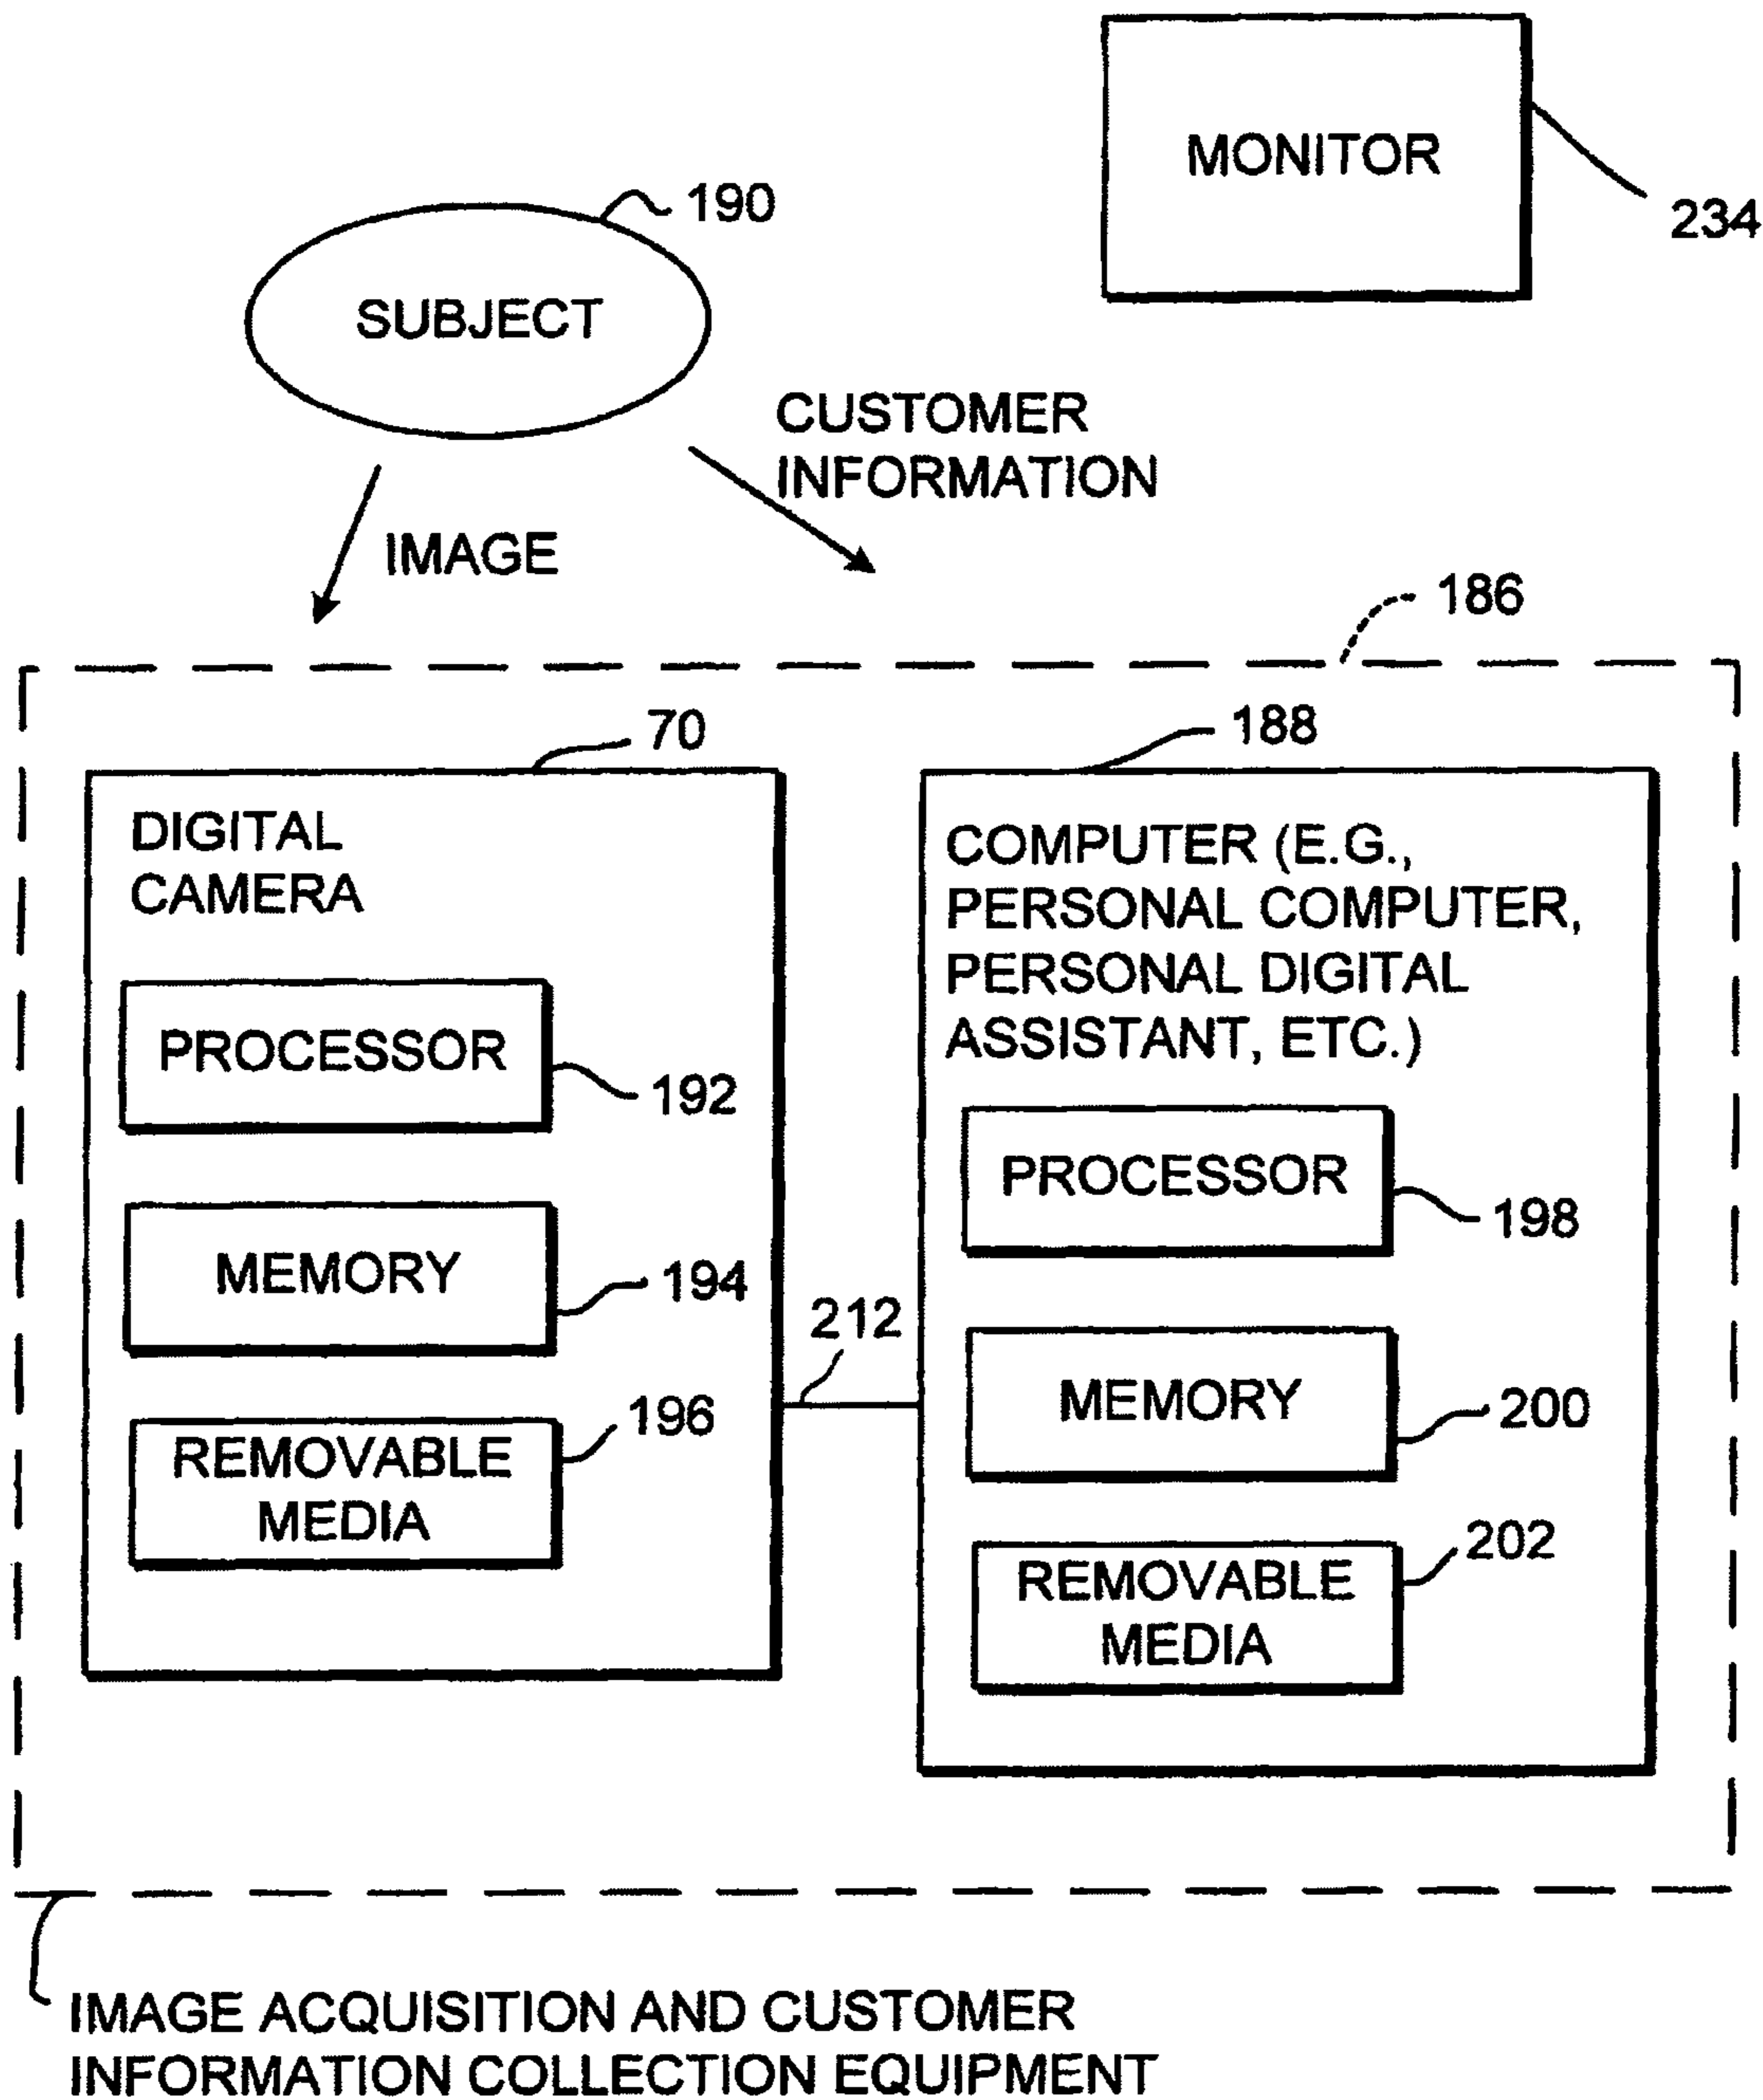 MONITOR
234
190
SUBJECT
CUSTOMER
INFORMATION
IMAGE
186
70
188
DIGITAL
CAMERA
COMPUTER (E.G.,
PERSONAL COMPUTER,
PERSONAL DIGITAL
ASSISTANT, ETC.)
PROCESSOR
192
PROCESSOR
198
MEMORY
194
212
MEMORY
200
REMOVABLE
MEDIA
196
REMOVABLE
MEDIA
202
IMAGE ACQUISITION AND CUSTOMER
INFORMATION COLLECTION EQUIPMENT